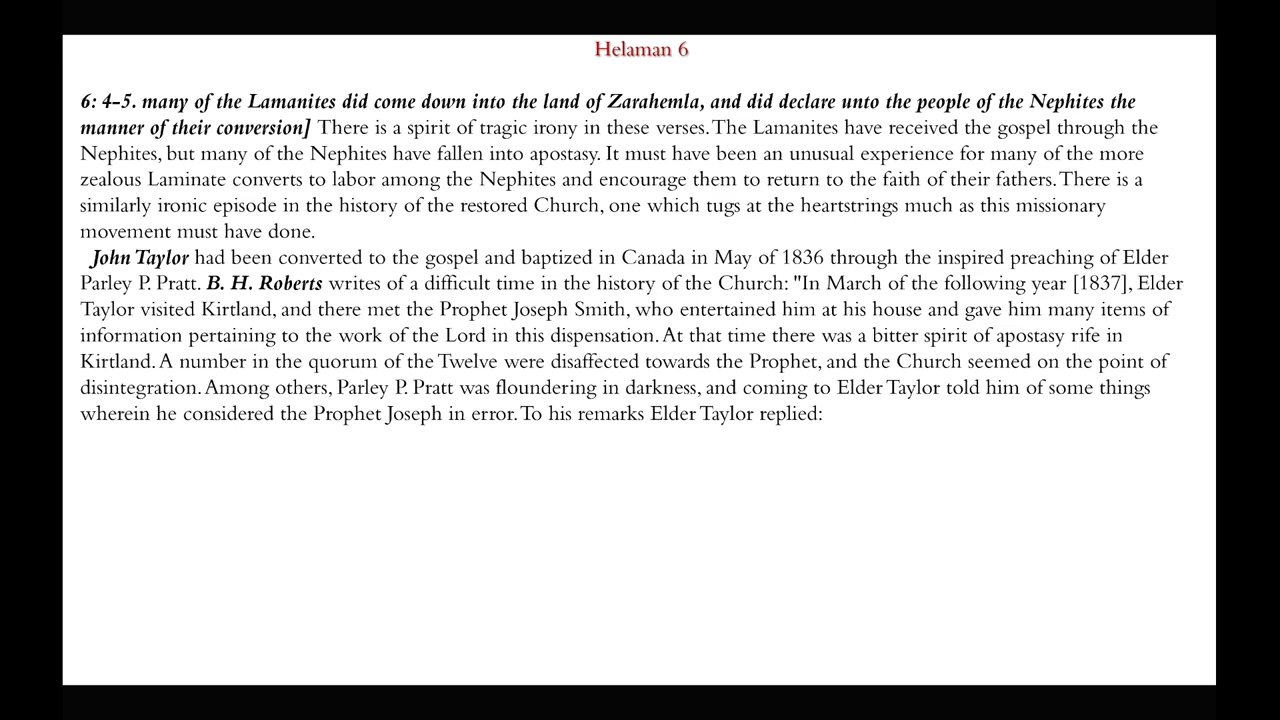 Helaman 6
6: 4-5. many of the Lamanites did come down into the land of Zarahemla, and did declare unto the people of the Nephites the
manner of their conversion] There is a spirit of tragic irony in these verses. The Lamanites have received the gospel through the
Nephites, but many of the Nephites have fallen into apostasy. It must have been an unusual experience for many of the more
zealous Laminate converts to labor among the Nephites and encourage them to return to the faith of their fathers. There is a
similarly ironic episode in the history of the restored Church, one which tugs at the heartstrings much as this missionary
movement must have done.
John Taylor had been converted to the gospel and baptized in Canada in May of 1836 through the inspired preaching of Elder
Parley P. Pratt. B. H. Roberts writes of a difficult time in the history of the Church: "In March of the following year [1837], Elder
Taylor visited Kirtland, and there met the Prophet Joseph Smith, who entertained him at his house and gave him many items of
information pertaining to the work of the Lord in this dispensation. At that time there was a bitter spirit of apostasy rife in
Kirtland. A number in the quorum of the Twelve were disaffected towards the Prophet, and the Church seemed on the point of
disintegration. Among others, Parley P. Pratt was floundering in darkness, and coming to Elder Taylor told him of some things
wherein he considered the Prophet Joseph in error. To his remarks Elder Taylor replied: